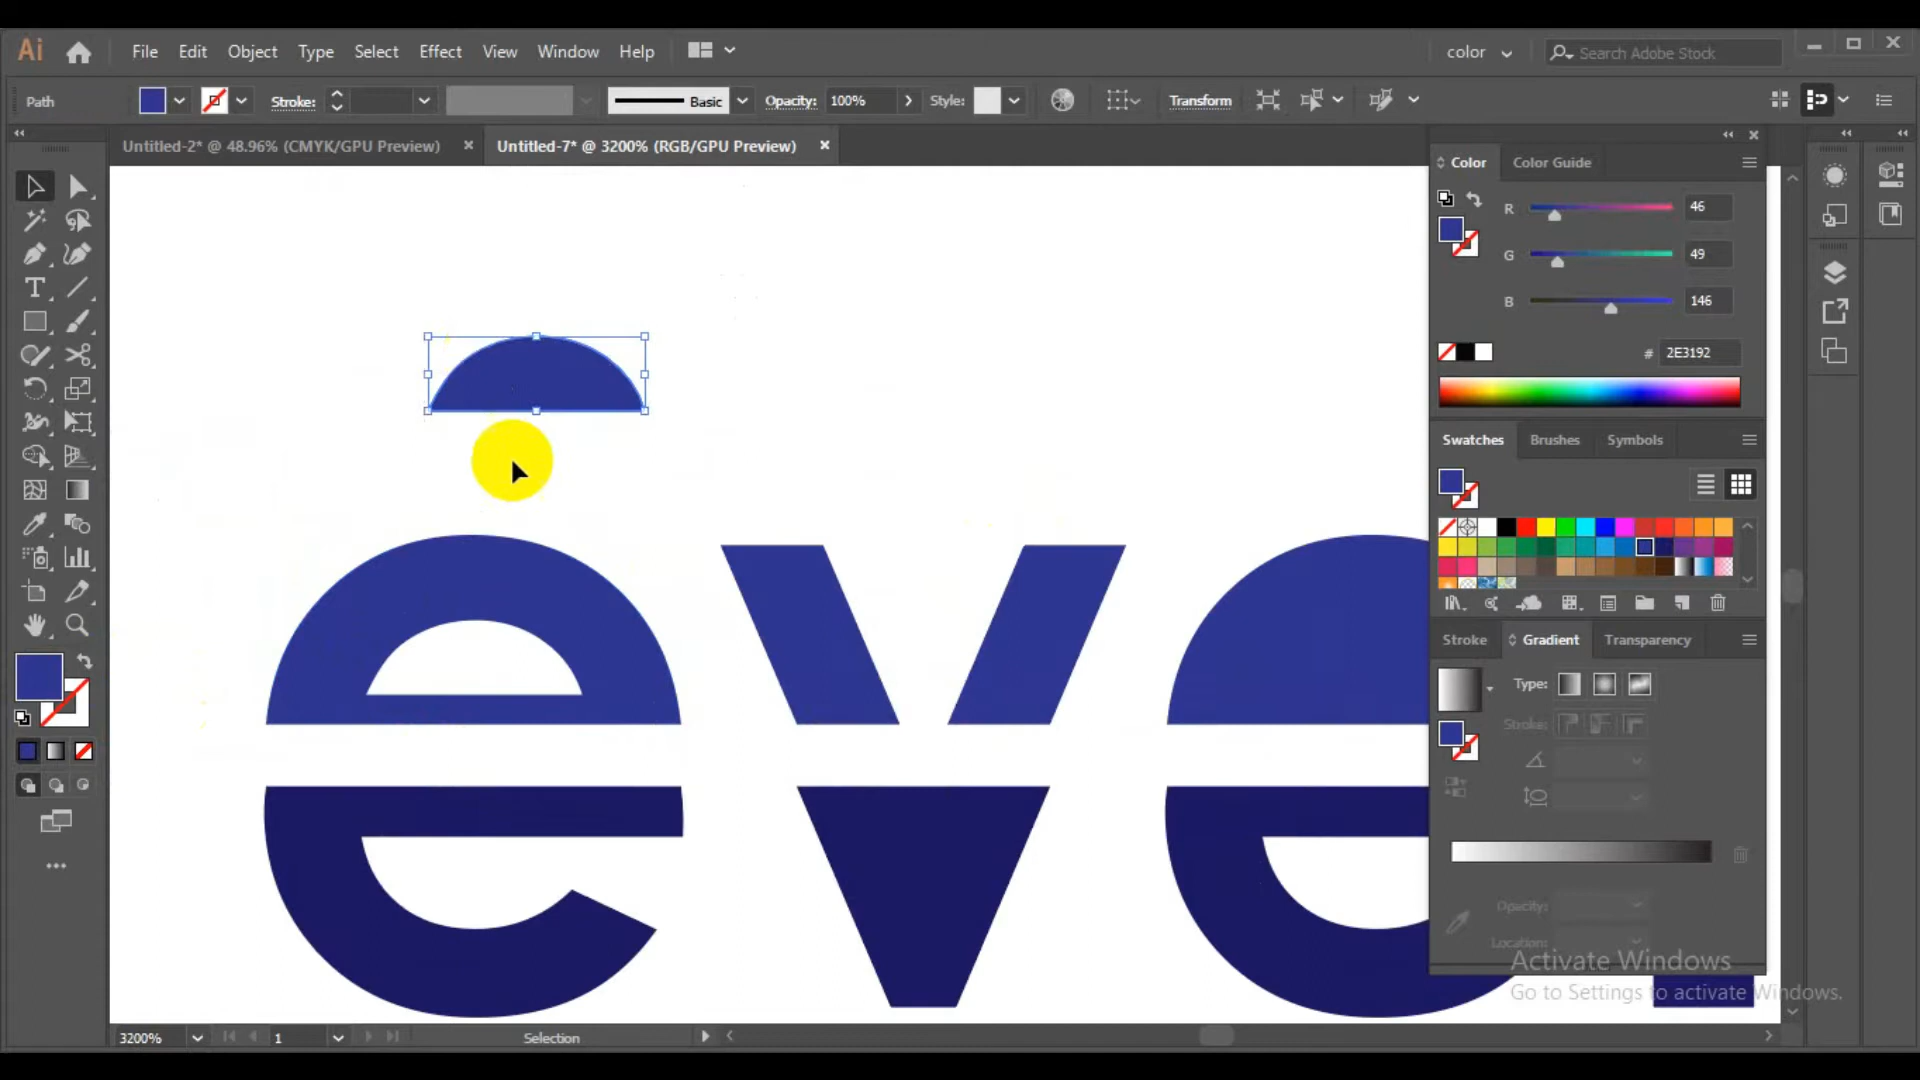 Ai File Edit Object Type Select Effect View Window Help color Search Adobe Stock
Path Stroke: Basic Opacity: 100% Style: Transform
Untitled-2* @ 48.96% (CMYK/GPU Preview) Untitled-7* @ 3200% (RGB/GPU Preview)
Color Color Guide
R 46
G 49
B 146
# 2E3192
Swatches Brushes Symbols
Stroke Gradient Transparency
Type:
Stroke:
Opacity:
Location:
eve
Activate Windows
Go to Settings to activate Windows.
3200% 1 Selection